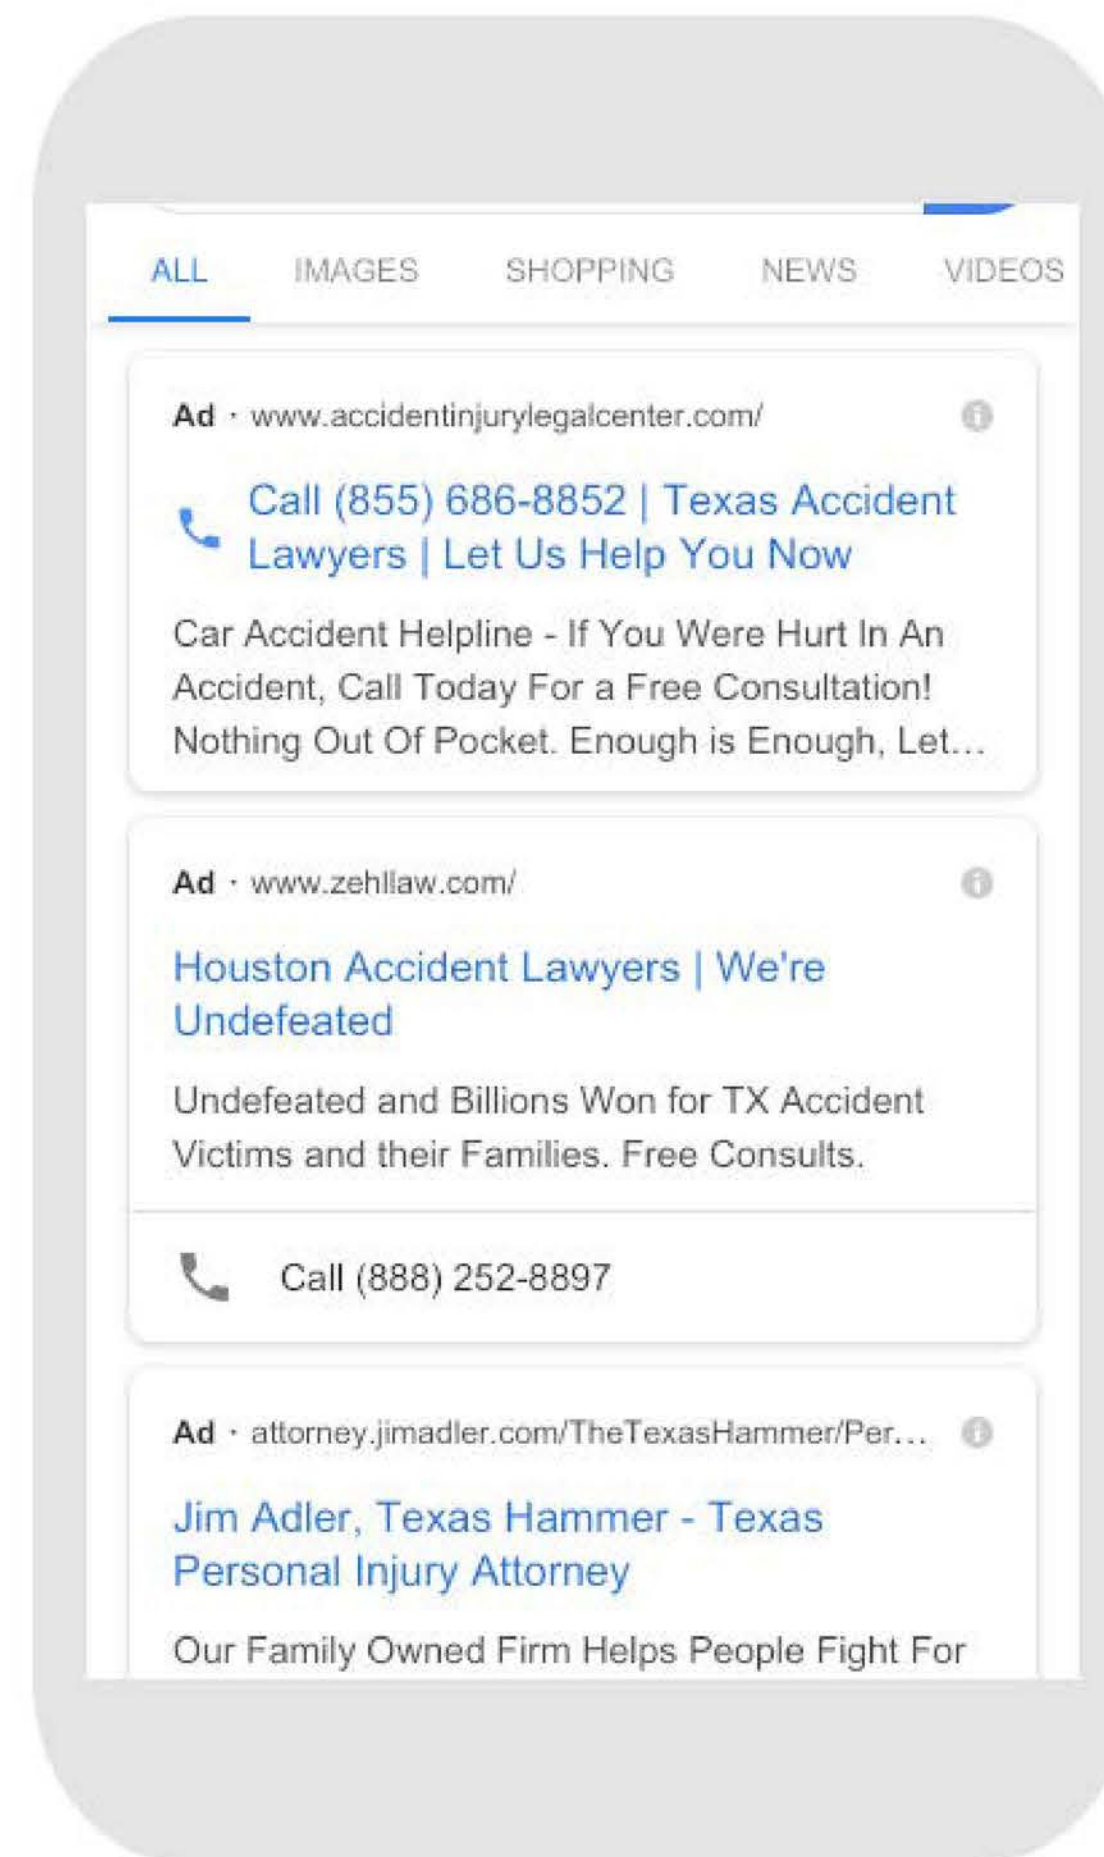 ALL IMAGES SHOPPING NEWS VIDEOS
Ad · www.accidentinjurylegalcenter.com/
Call (855) 686-8852 | Texas Accident
Lawyers | Let Us Help You Now
Car Accident Helpline - If You Were Hurt In An
Accident, Call Today For a Free Consultation!
Nothing Out Of Pocket. Enough is Enough, Let...
Ad · www.zehllaw.com/
Houston Accident Lawyers | We're
Undefeated
Undefeated and Billions Won for TX Accident
Victims and their Families. Free Consults.
Call (888) 252-8897
Ad · attorney.jimadler.com/TheTexasHammer/Per...
Jim Adler, Texas Hammer - Texas
Personal Injury Attorney
Our Family Owned Firm Helps People Fight For